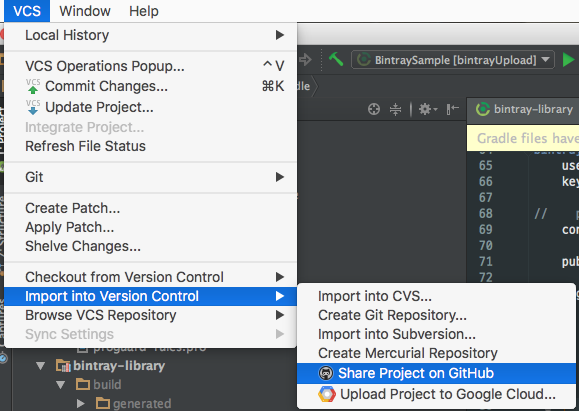 VCS Window Help
Local History
VCS Operations Popup... ^V
Commit Changes... ⌘K
Update Project...
Integrate Project...
Refresh File Status
Git
Create Patch...
Apply Patch...
Shelve Changes...
Checkout from Version Control
Import into Version Control
Browse VCS Repository
Sync Settings
Import into CVS...
Create Git Repository...
Import into Subversion...
Create Mercurial Repository
Share Project on GitHub
Upload Project to Google Cloud...
BintraySample [bintrayUpload]
bintray-library
Gradle files have
65 use
66 key
67
68 // p
69 con
70
71 pub
72
bintray-library
build
generated